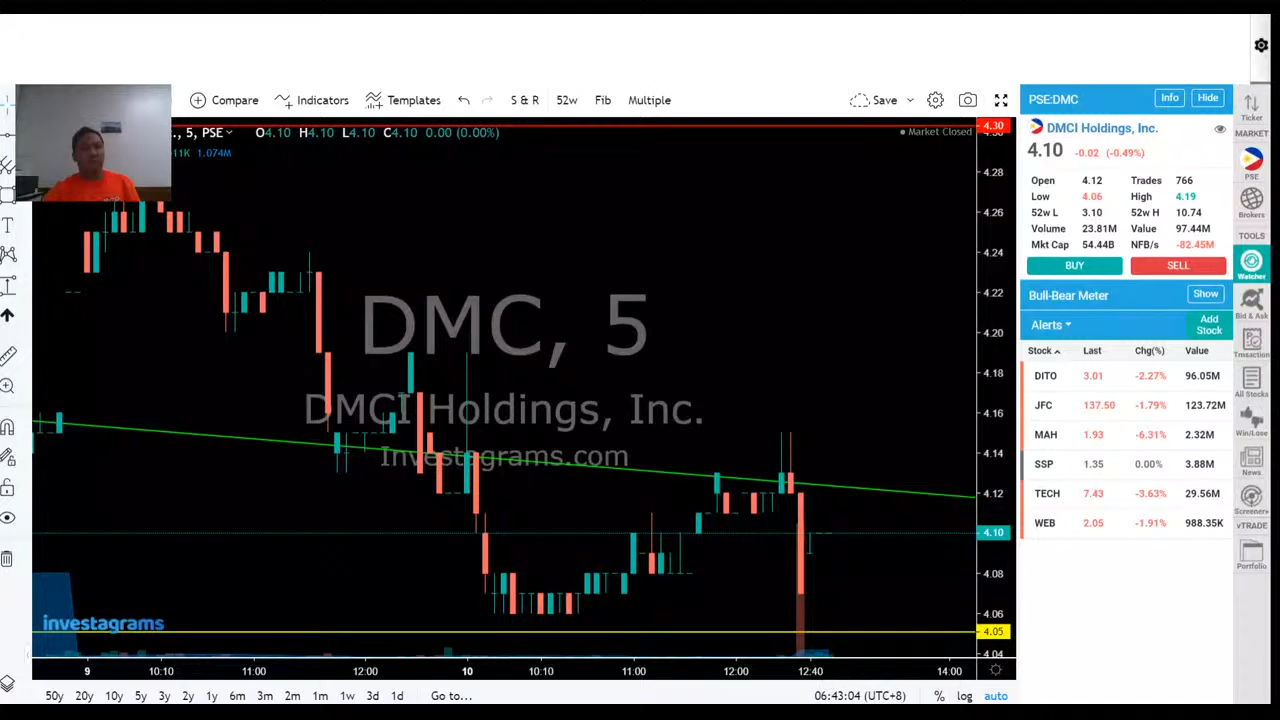 Compare Indicators Templates S & R 52w Fib Multiple Save
., 5, PSE O4.10 H4.10 L4.10 C4.10 0.00 (0.00%)
Market Closed
11K 1.074M
DMC, 5
DMCI Holdings, Inc.
Investagrams.com
investagrams
4.30
4.28
4.26
4.24
4.22
4.20
4.18
4.16
4.14
4.12
4.10
4.08
4.06
4.05
4.04
9 10:10 11:00 12:00 10 10:10 11:00 12:00 12:40 14:00
50y 20y 10y 5y 3y 2y 1y 6m 3m 2m 1m 1w 3d 1d Go to... 06:43:04 (UTC+8) % log auto
PSE:DMC Info Hide
DMCI Holdings, Inc.
4.10 -0.02 (-0.49%)
Open 4.12 Trades 766
Low 4.06 High 4.19
52w L 3.10 52w H 10.74
Volume 23.81M Value 97.44M
Mkt Cap 54.44B NFB/s -82.45M
BUY SELL
Bull-Bear Meter Show
Alerts Add Stock
Stock Last Chg(%) Value
DITO 3.01 -2.27% 96.05M
JFC 137.50 -1.79% 123.72M
MAH 1.93 -6.31% 2.32M
SSP 1.35 0.00% 3.88M
TECH 7.43 -3.63% 29.56M
WEB 2.05 -1.91% 988.35K
Ticker
MARKET
PSE
Brokers
TOOLS
Watcher
Bid & Ask
Trnsaction
All Stocks
Win/Lose
News
Screener+
vTRADE
Portfolio